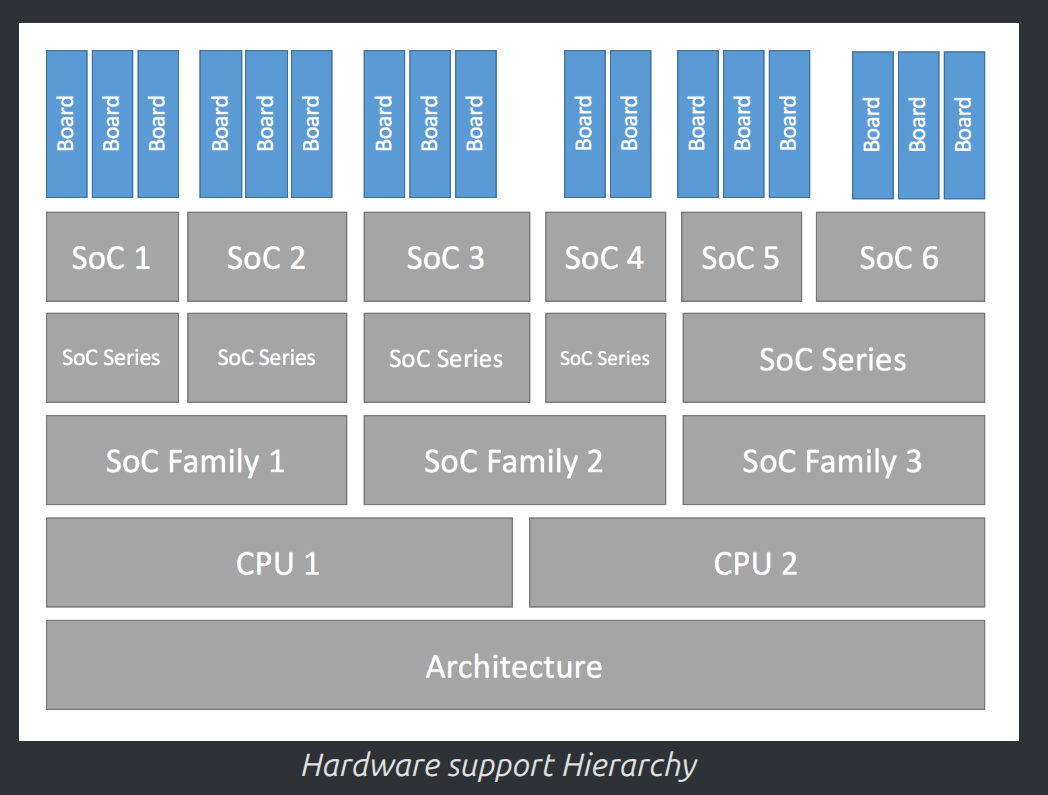 Board Board Board Board Board Board Board Board Board Board Board Board Board Board Board Board Board
SoC 1 SoC 2 SoC 3 SoC 4 SoC 5 SoC 6
SoC Series SoC Series SoC Series SoC Series SoC Series
SoC Family 1 SoC Family 2 SoC Family 3
CPU 1 CPU 2
Architecture
Hardware support Hierarchy